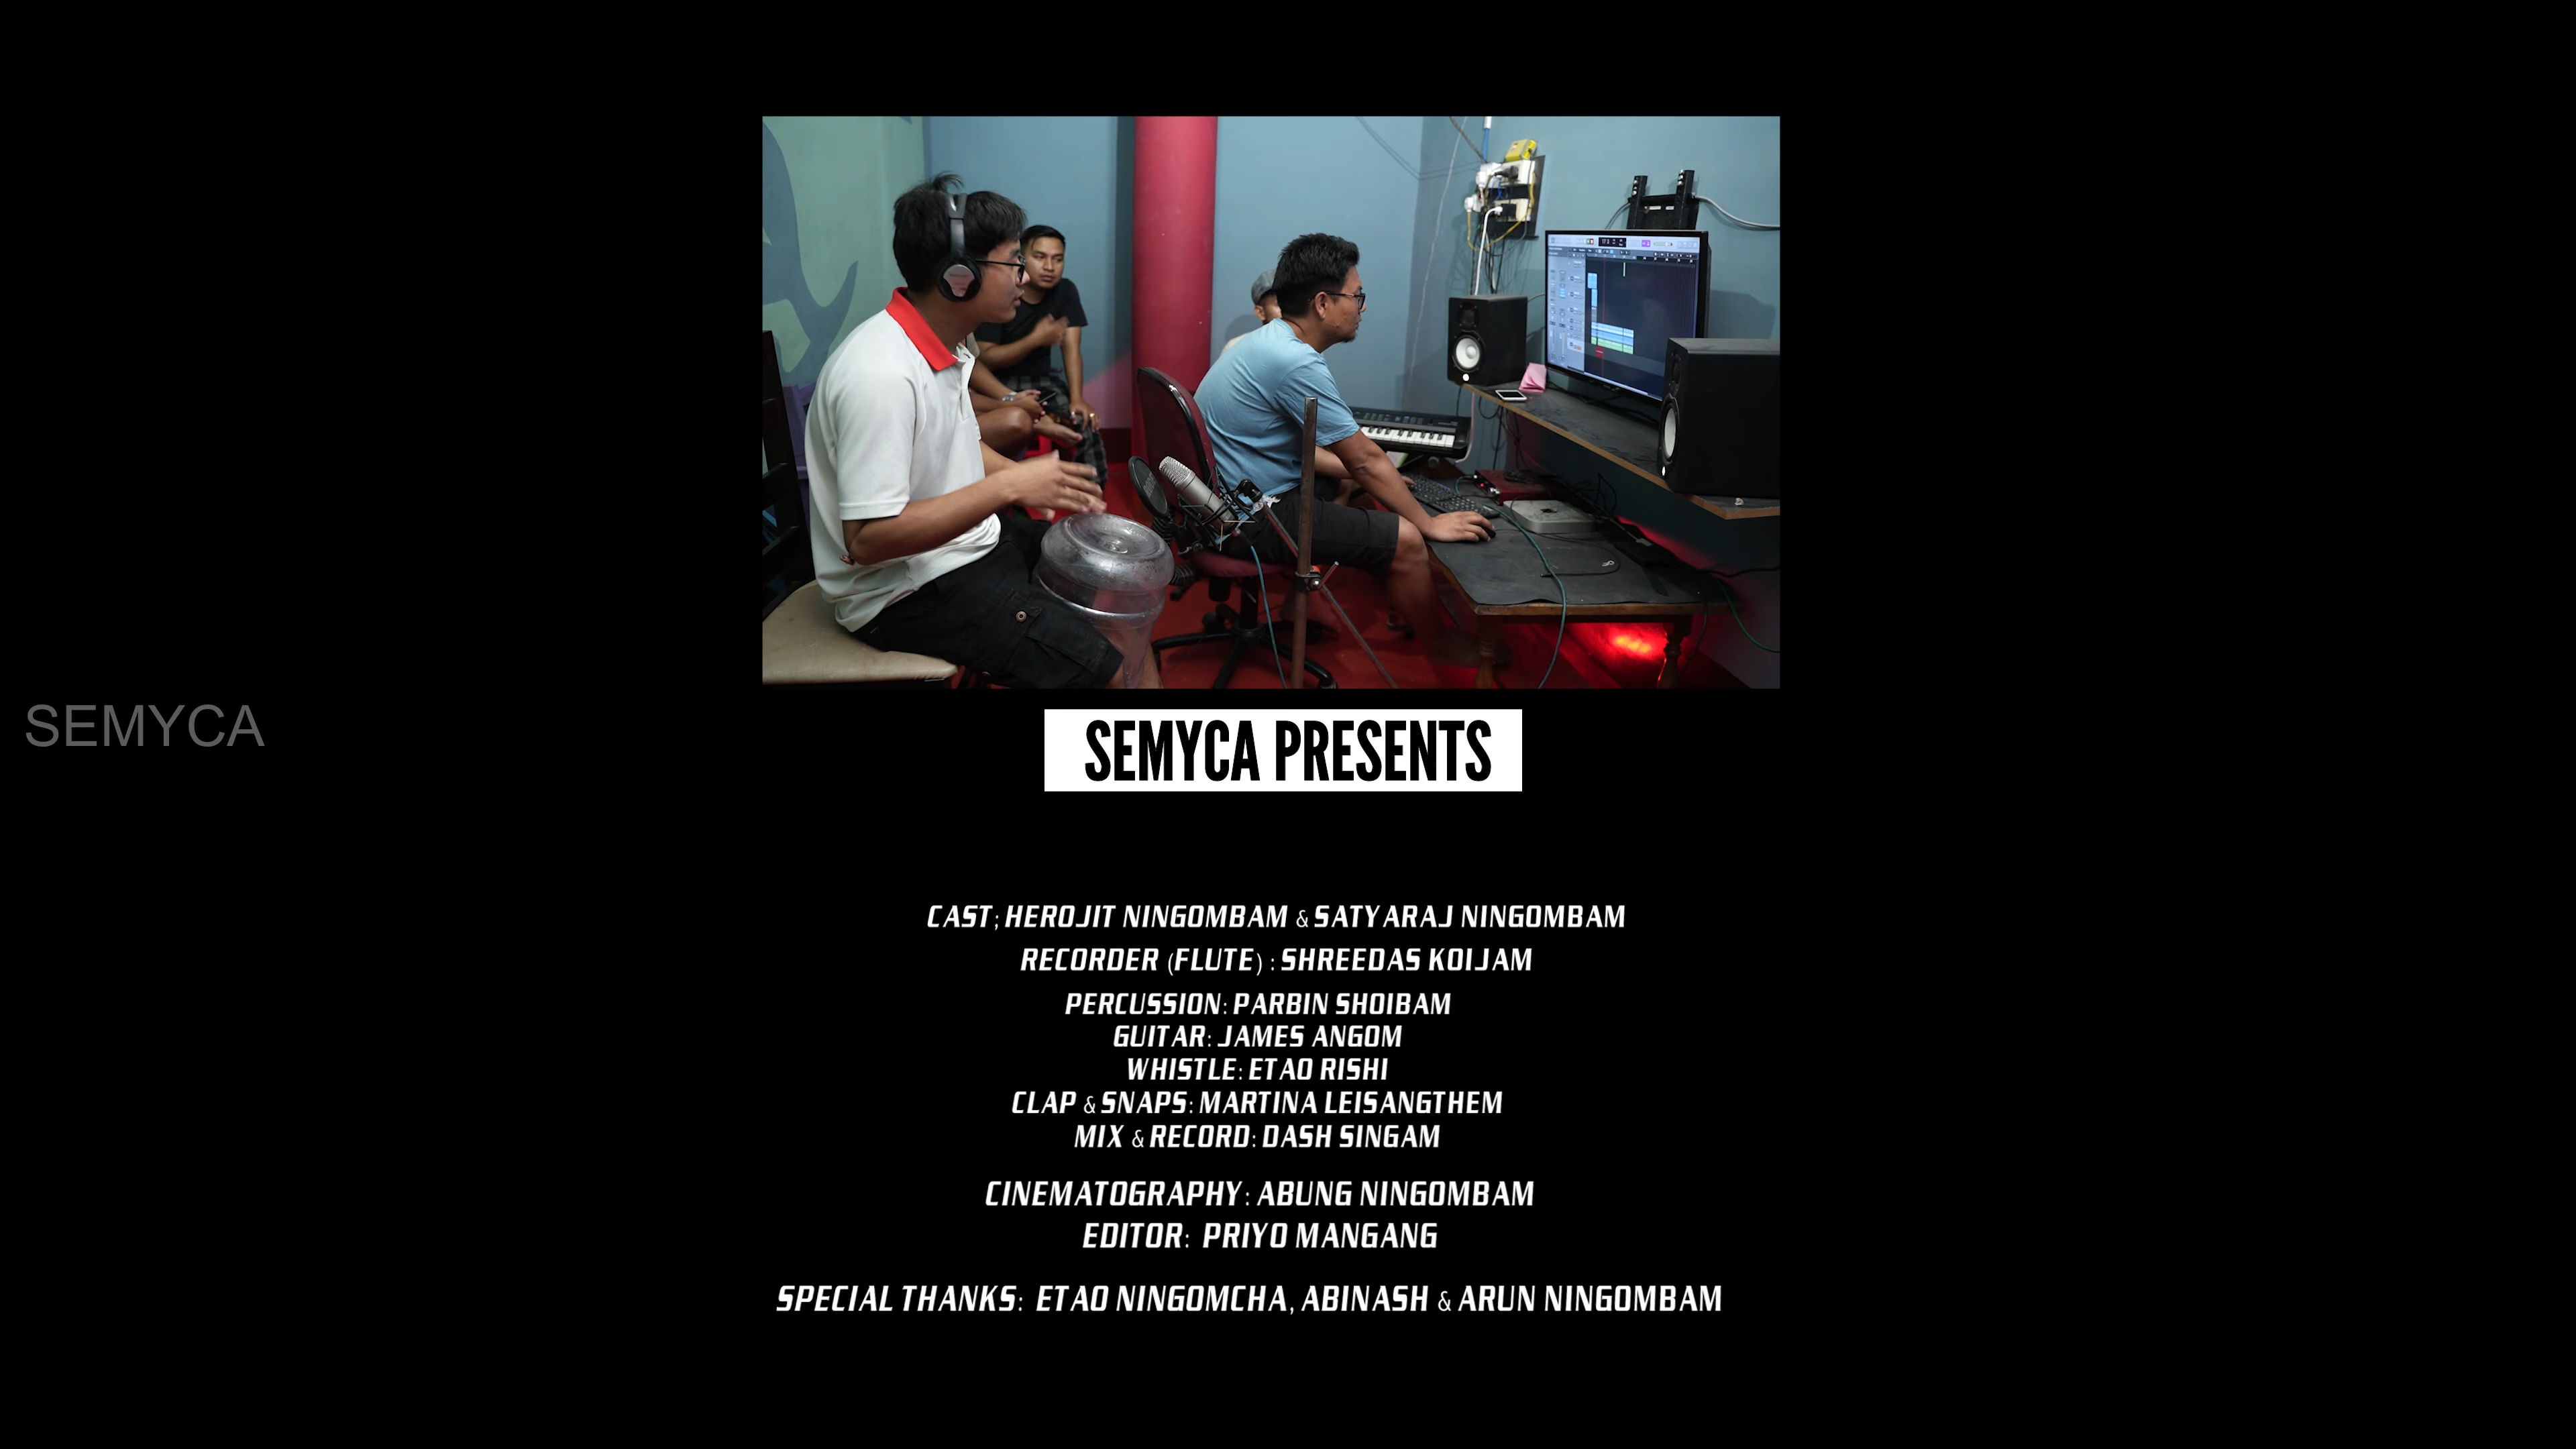 SEMYCA
SEMYCA PRESENTS
CAST; HEROJIT NINGOMBAM & SATYARAJ NINGOMBAM
RECORDER (FLUTE) : SHREEDAS KOIJAM
PERCUSSION: PARBIN SHOIBAM
GUITAR: JAMES ANGOM
WHISTLE: ETAO RISHI
CLAP & SNAPS: MARTINA LEISANGTHEM
MIX & RECORD: DASH SINGAM
CINEMATOGRAPHY: ABUNG NINGOMBAM
EDITOR: PRIYO MANGANG
SPECIAL THANKS: ETAO NINGOMCHA, ABINASH & ARUN NINGOMBAM